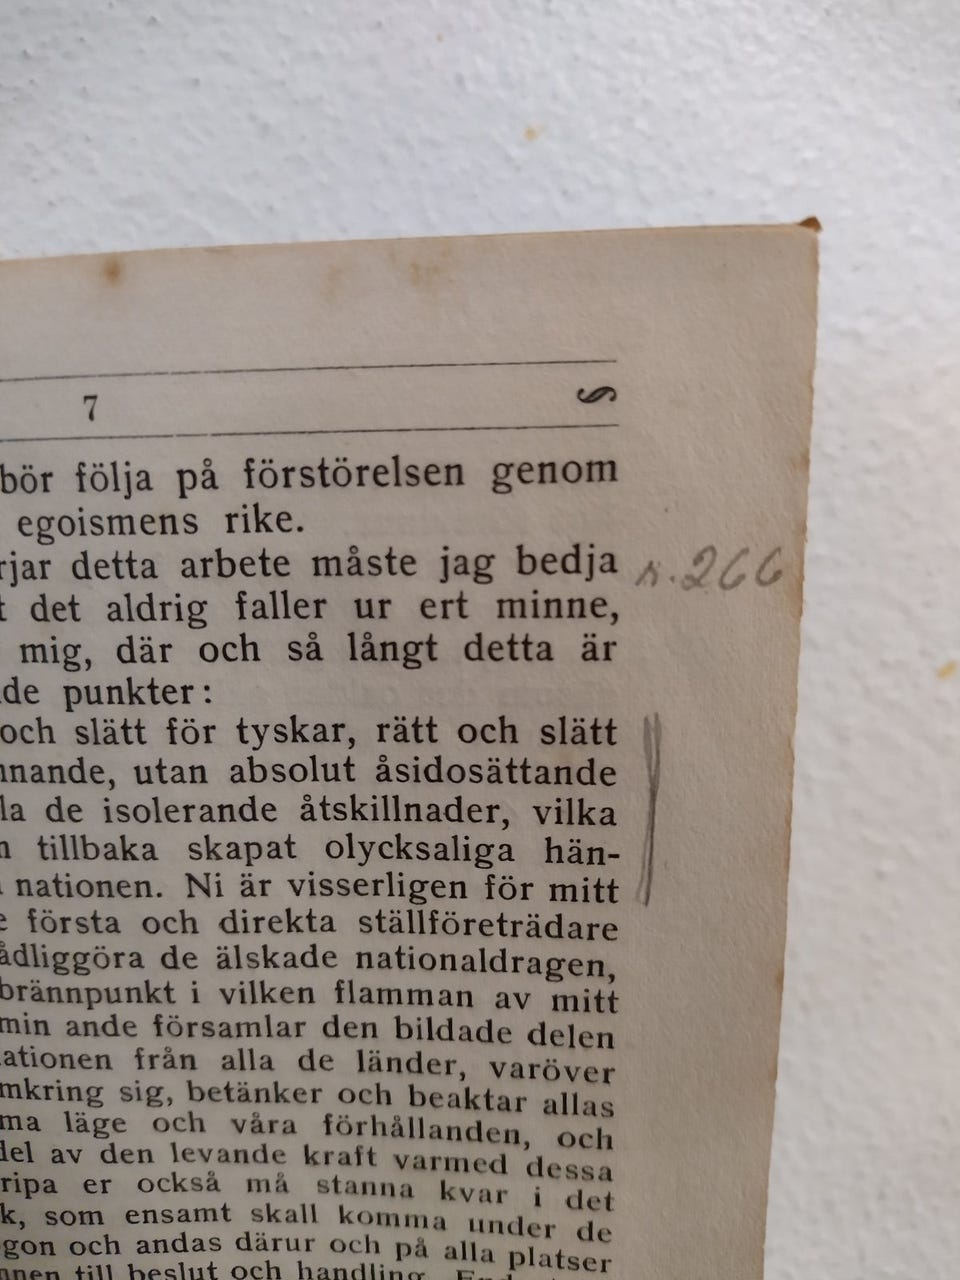 7
bör följa på förstörelsen genom
egoismens rike.
rjar detta arbete måste jag bedja
t det aldrig faller ur ert minne,
mig, där och så långt detta är
de punkter:
och slätt för tyskar, rätt och slätt
nnande, utan absolut åsidosättande
la de isolerande åtskillnader, vilka
n tillbaka skapat olycksaliga hän-
nationen. Ni är visserligen för mitt
e första och direkta ställföreträdare
ådliggöra de älskade nationaldragen,
brännpunkt i vilken flamman av mitt
min ande församlar den bildade delen
ationen från alla de länder, varöver
mkring sig, betänker och beaktar allas
ma läge och våra förhållanden, och
del av den levande kraft varmed dessa
ripa er också må stanna kvar i det
k, som ensamt skall komma under de
gon och andas därur och på alla platser
nen till beslut och handling.
266